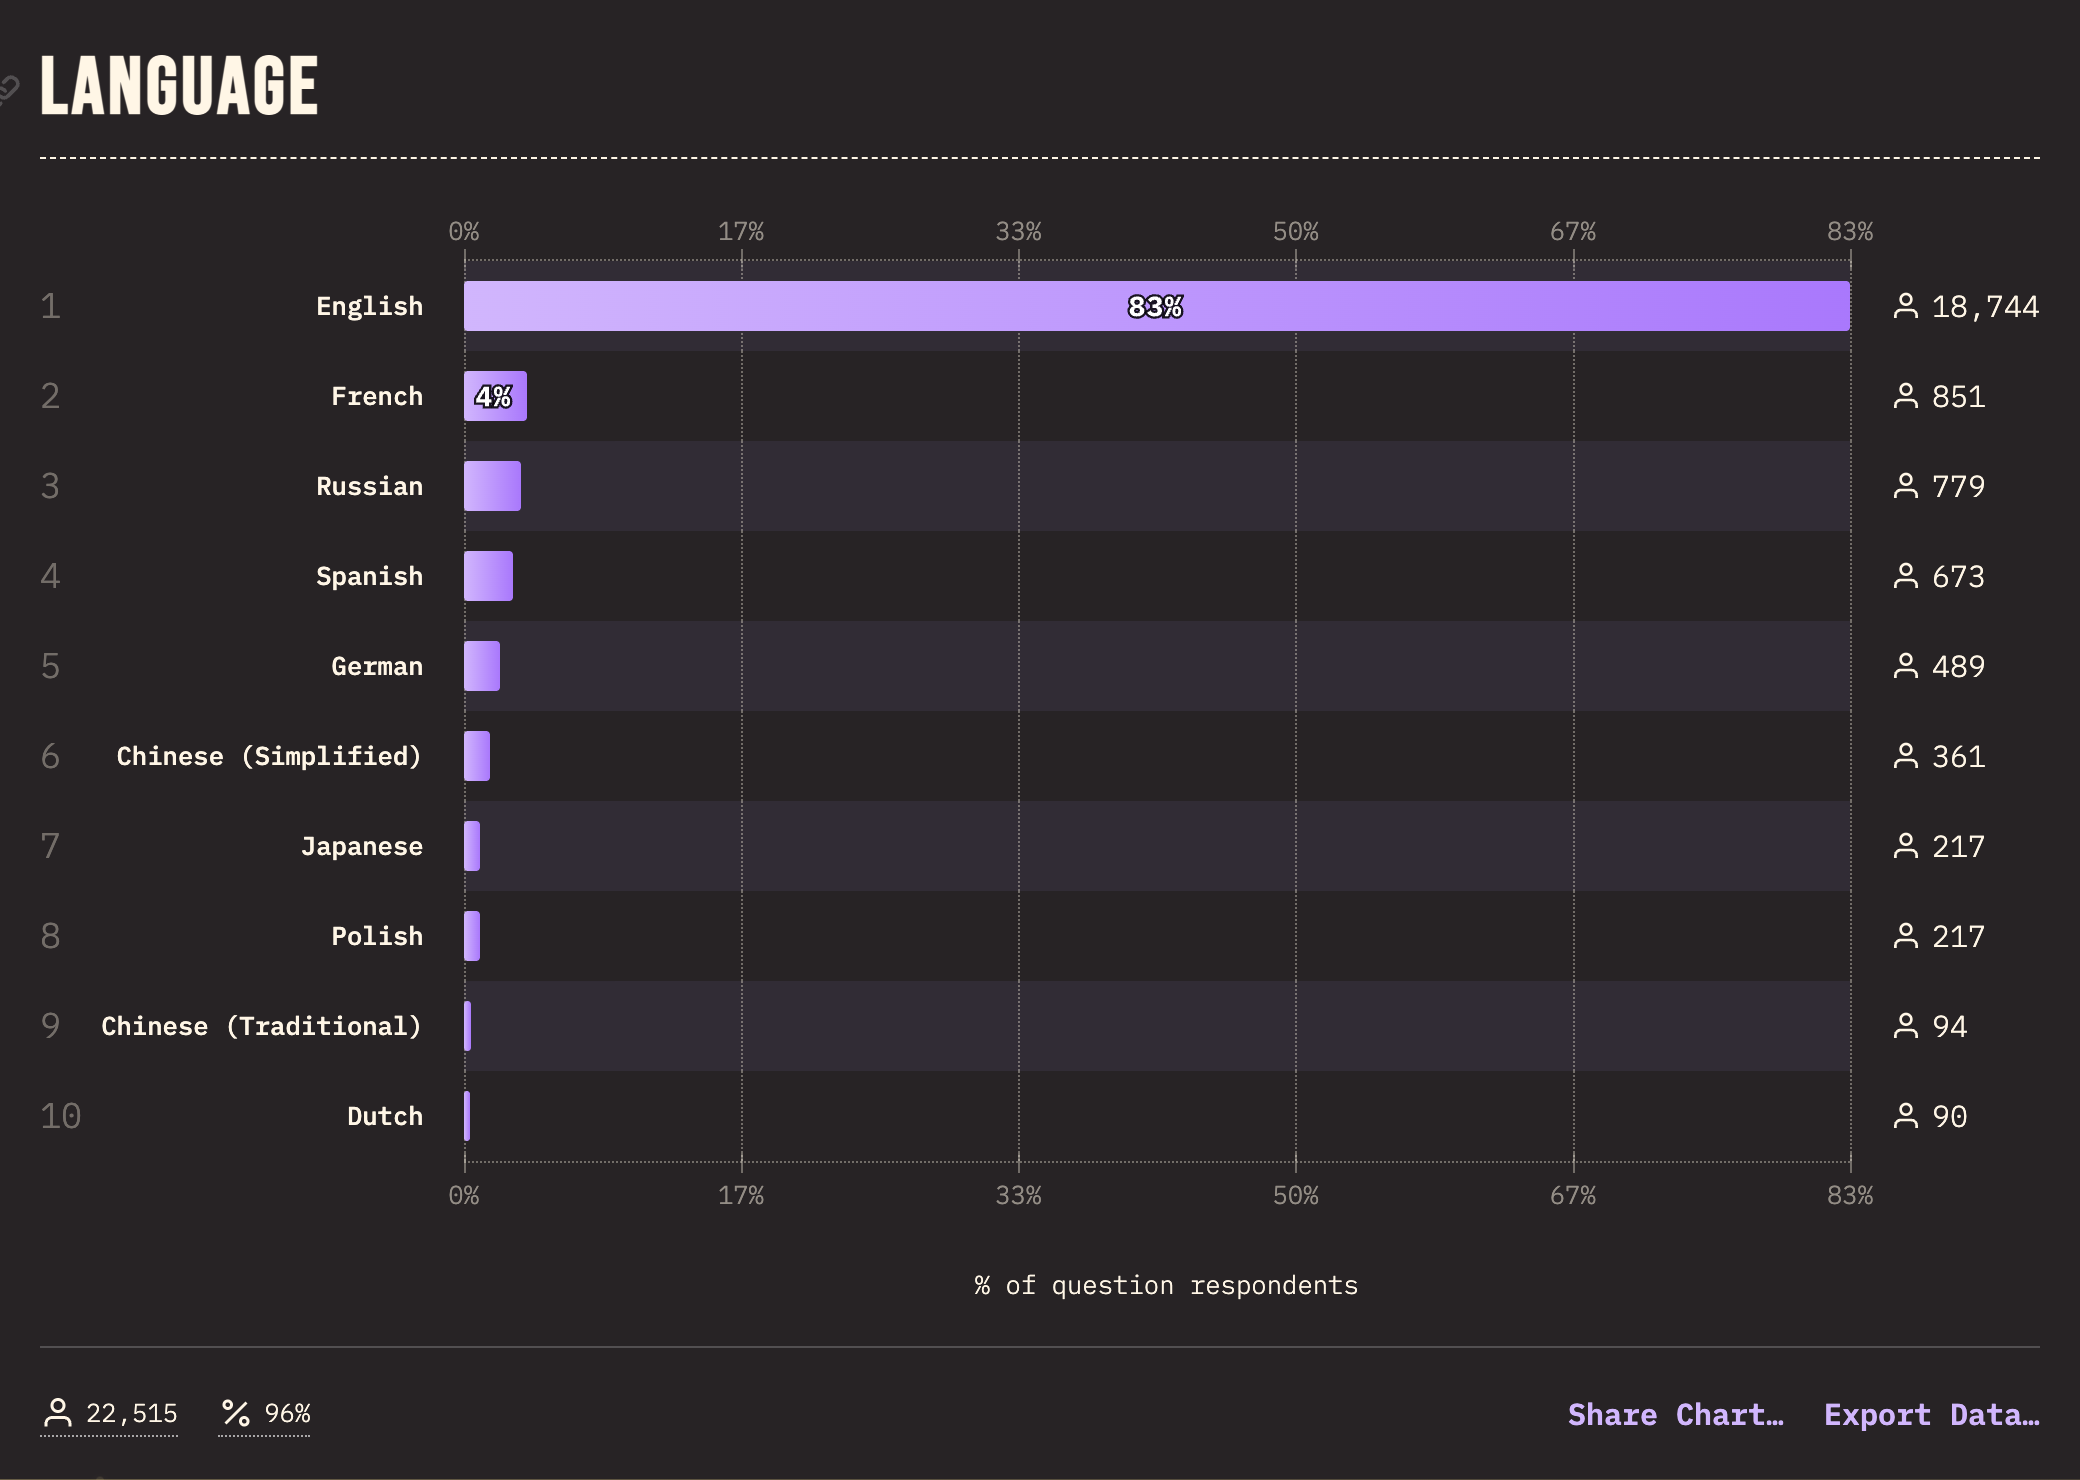 LANGUAGE
0% 17% 33% 50% 67% 83%
1 English 83% 18,744
2 French 4% 851
3 Russian 779
4 Spanish 673
5 German 489
6 Chinese (Simplified) 361
7 Japanese 217
8 Polish 217
9 Chinese (Traditional) 94
10 Dutch 90
0% 17% 33% 50% 67% 83%
% of question respondents
22,515 % 96% Share Chart… Export Data…